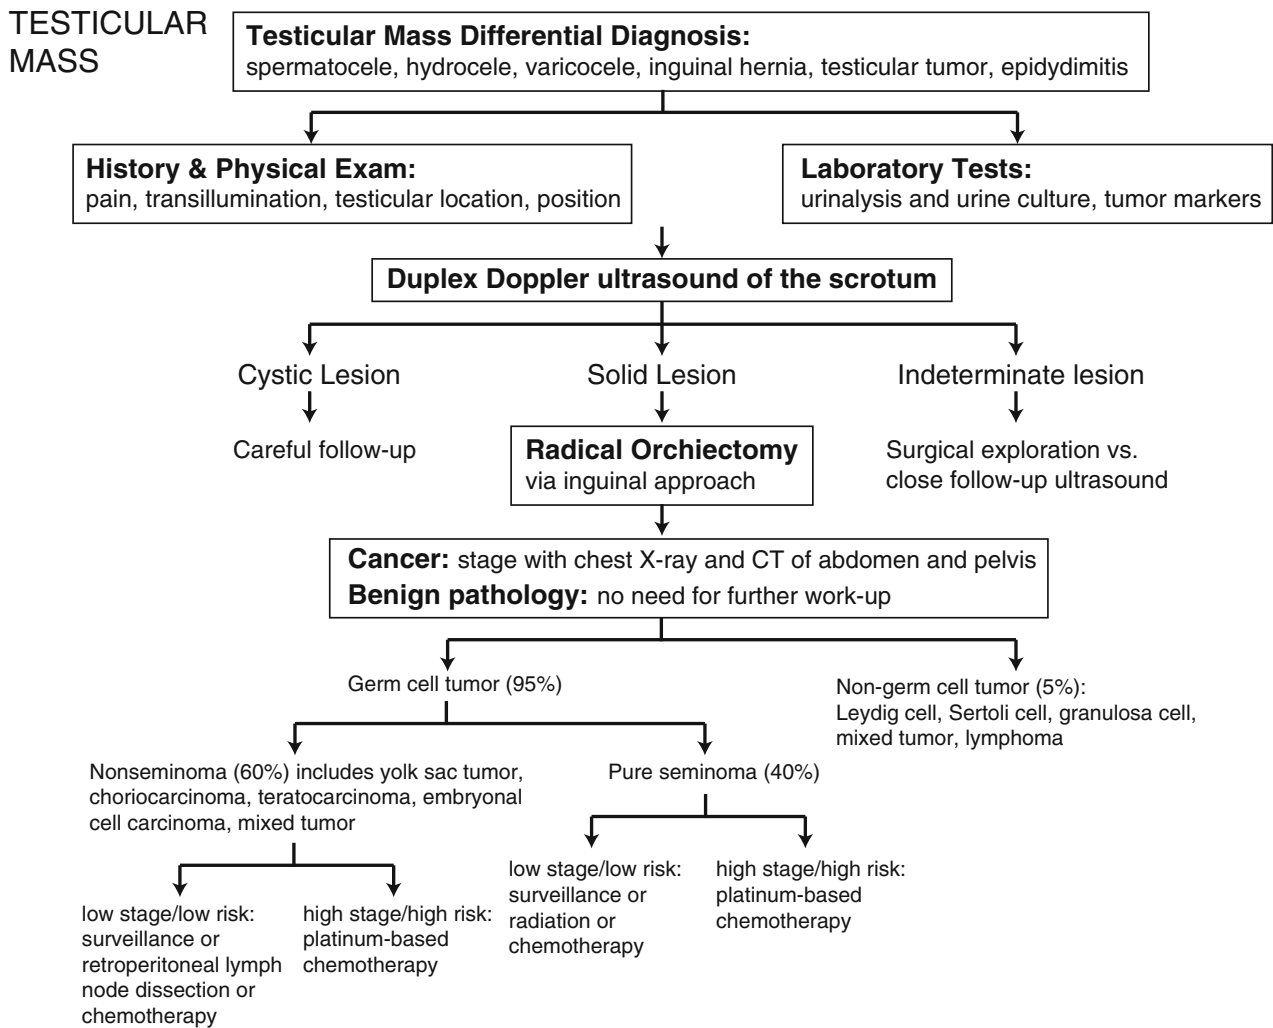 TESTICULAR
MASS
Testicular Mass Differential Diagnosis:
spermatocele, hydrocele, varicocele, inguinal hernia, testicular tumor, epidydimitis
History & Physical Exam:
pain, transillumination, testicular location, position
Laboratory Tests:
urinalysis and urine culture, tumor markers
Duplex Doppler ultrasound of the scrotum
Cystic Lesion
Careful follow-up
Solid Lesion
Radical Orchiectomy
via inguinal approach
Indeterminate lesion
Surgical exploration vs.
close follow-up ultrasound
Cancer: stage with chest X-ray and CT of abdomen and pelvis
Benign pathology: no need for further work-up
Germ cell tumor (95%)
Non-germ cell tumor (5%):
Leydig cell, Sertoli cell, granulosa cell,
mixed tumor, lymphoma
Nonseminoma (60%) includes yolk sac tumor,
choriocarcinoma, teratocarcinoma, embryonal
cell carcinoma, mixed tumor
Pure seminoma (40%)
low stage/low risk:
surveillance or
retroperitoneal lymph
node dissection or
chemotherapy
high stage/high risk:
platinum-based
chemotherapy
low stage/low risk:
surveillance or
radiation or
chemotherapy
high stage/high risk:
platinum-based
chemotherapy